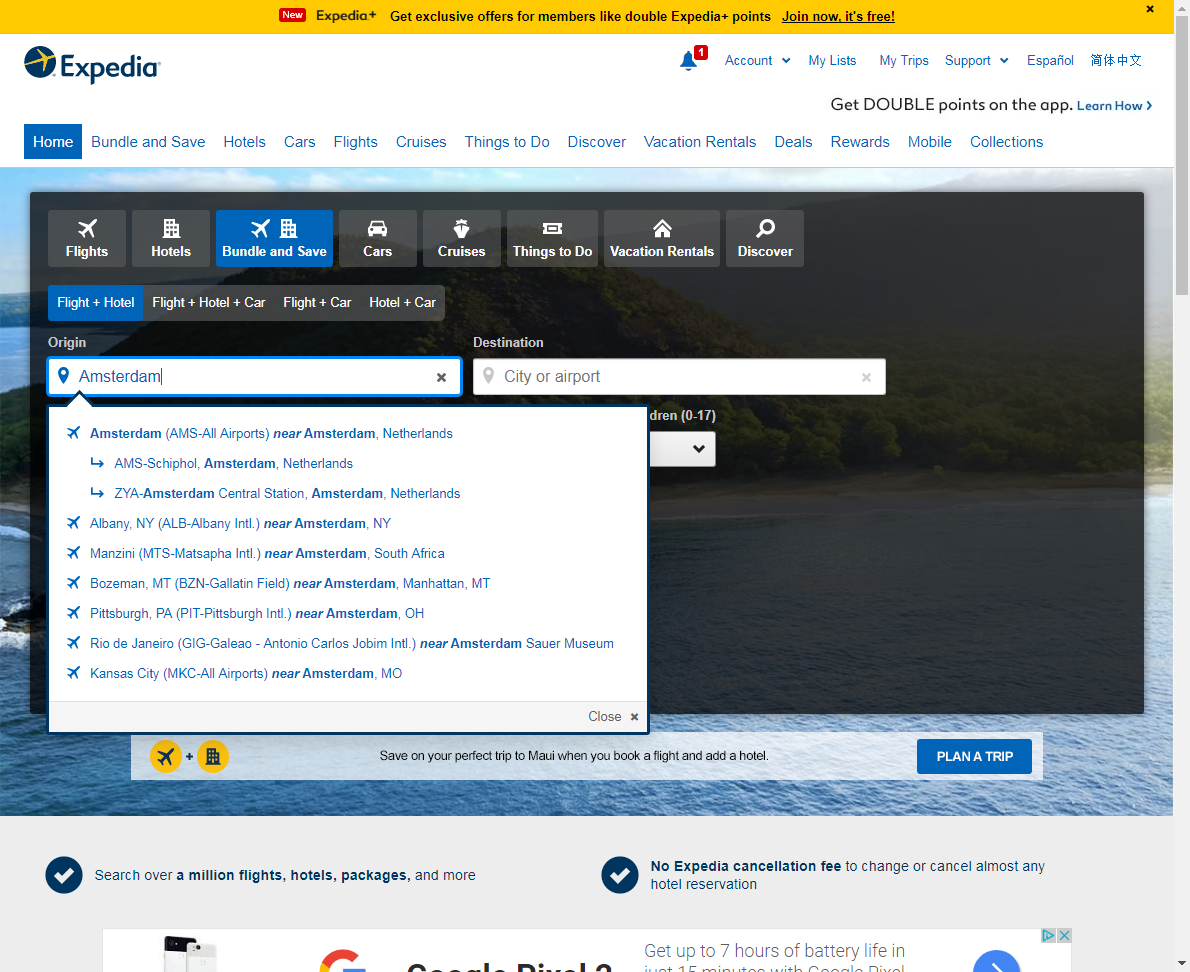 New Expedia+ Get exclusive offers for members like double Expedia+ points Join now, it's free!
Expedia
1 Account My Lists My Trips Support Español 简体中文
Get DOUBLE points on the app. Learn How
Home Bundle and Save Hotels Cars Flights Cruises Things to Do Discover Vacation Rentals Deals Rewards Mobile Collections
Flights Hotels Bundle and Save Cars Cruises Things to Do Vacation Rentals Discover
Flight + Hotel Flight + Hotel + Car Flight + Car Hotel + Car
Origin Destination
Amsterdam City or airport
dren (0-17)
Amsterdam (AMS-All Airports) near Amsterdam, Netherlands
AMS-Schiphol, Amsterdam, Netherlands
ZYA-Amsterdam Central Station, Amsterdam, Netherlands
Albany, NY (ALB-Albany Intl.) near Amsterdam, NY
Manzini (MTS-Matsapha Intl.) near Amsterdam, South Africa
Bozeman, MT (BZN-Gallatin Field) near Amsterdam, Manhattan, MT
Pittsburgh, PA (PIT-Pittsburgh Intl.) near Amsterdam, OH
Rio de Janeiro (GIG-Galeao - Antonio Carlos Jobim Intl.) near Amsterdam Sauer Museum
Kansas City (MKC-All Airports) near Amsterdam, MO
Close
+ Save on your perfect trip to Maui when you book a flight and add a hotel. PLAN A TRIP
Search over a million flights, hotels, packages, and more
No Expedia cancellation fee to change or cancel almost any
hotel reservation
Get up to 7 hours of battery life in
Google Pixel 2 just 15 minutes with Google Pixel